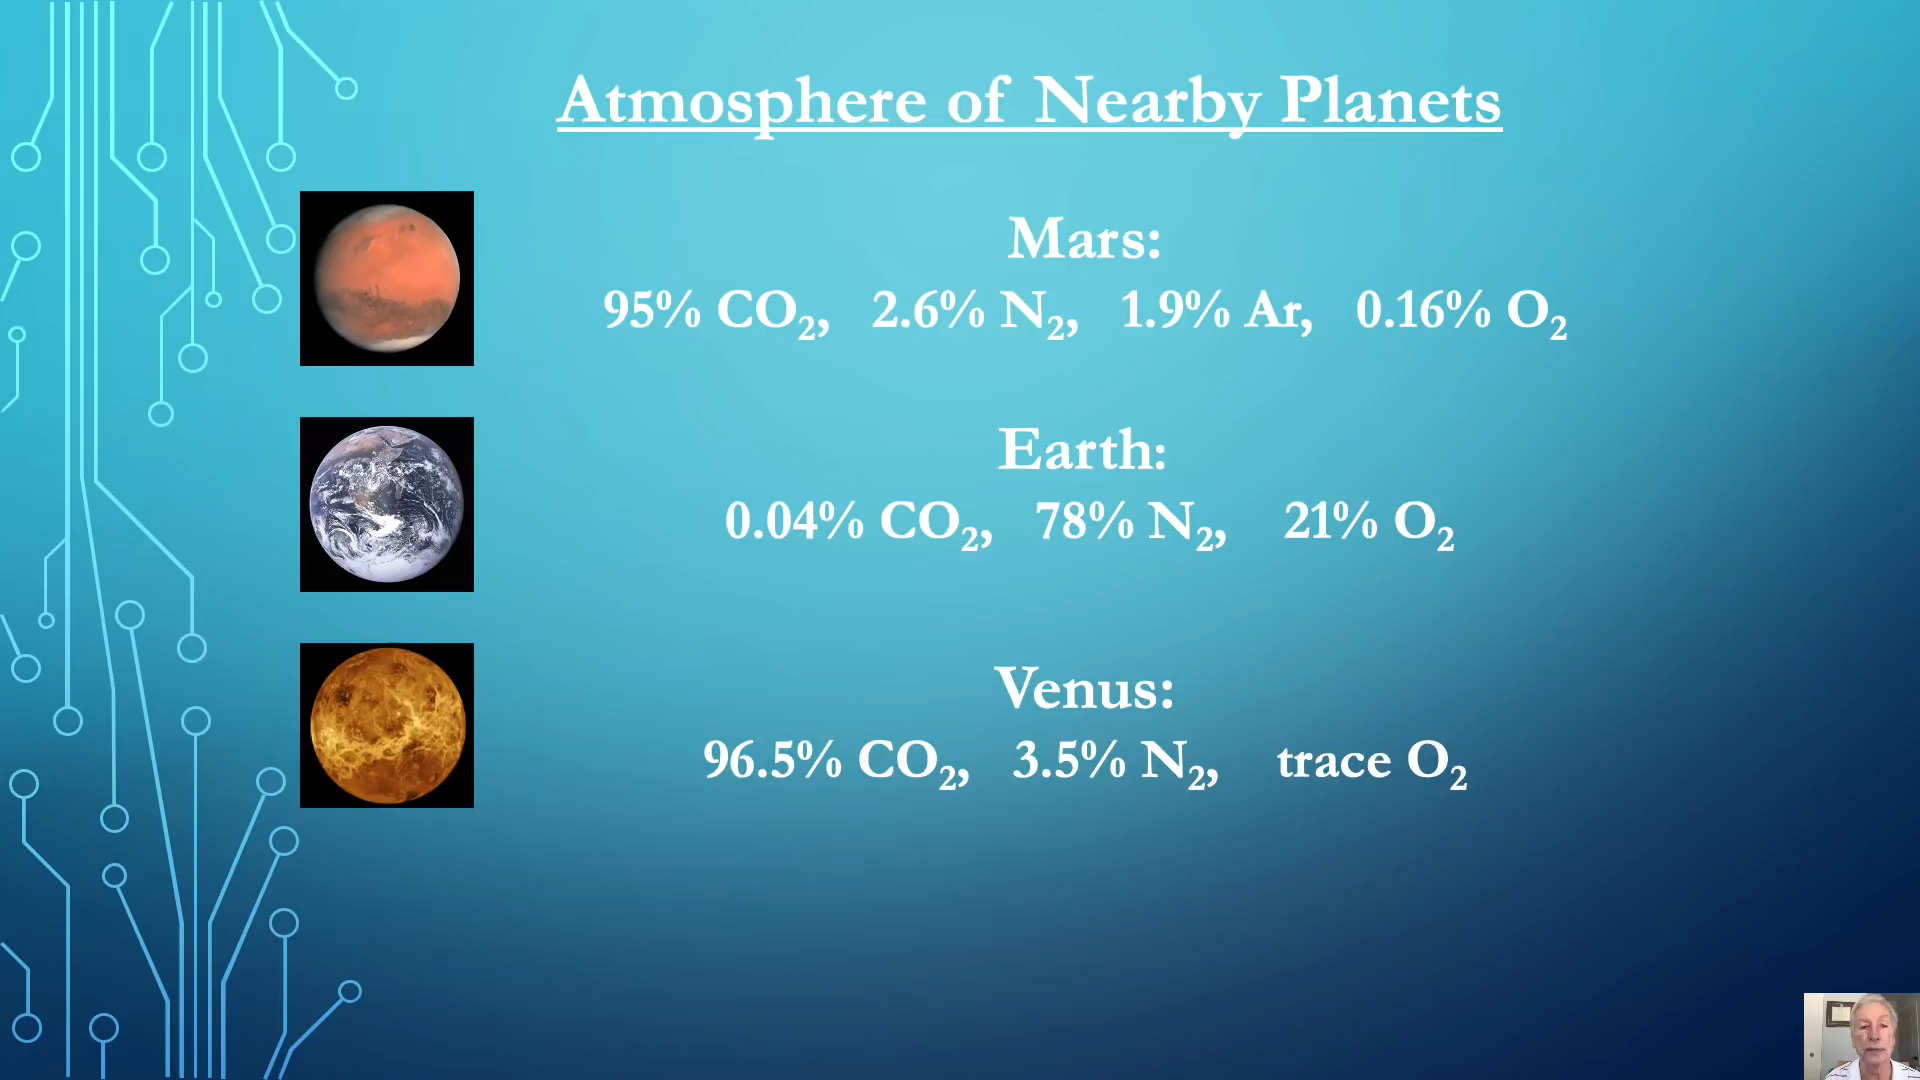 Atmosphere of Nearby Planets
Mars:
95% CO₂, 2.6% N₂, 1.9% Ar, 0.16% O₂
Earth:
0.04% CO₂, 78% N₂, 21% O₂
Venus:
96.5% CO₂, 3.5% N₂, trace O₂